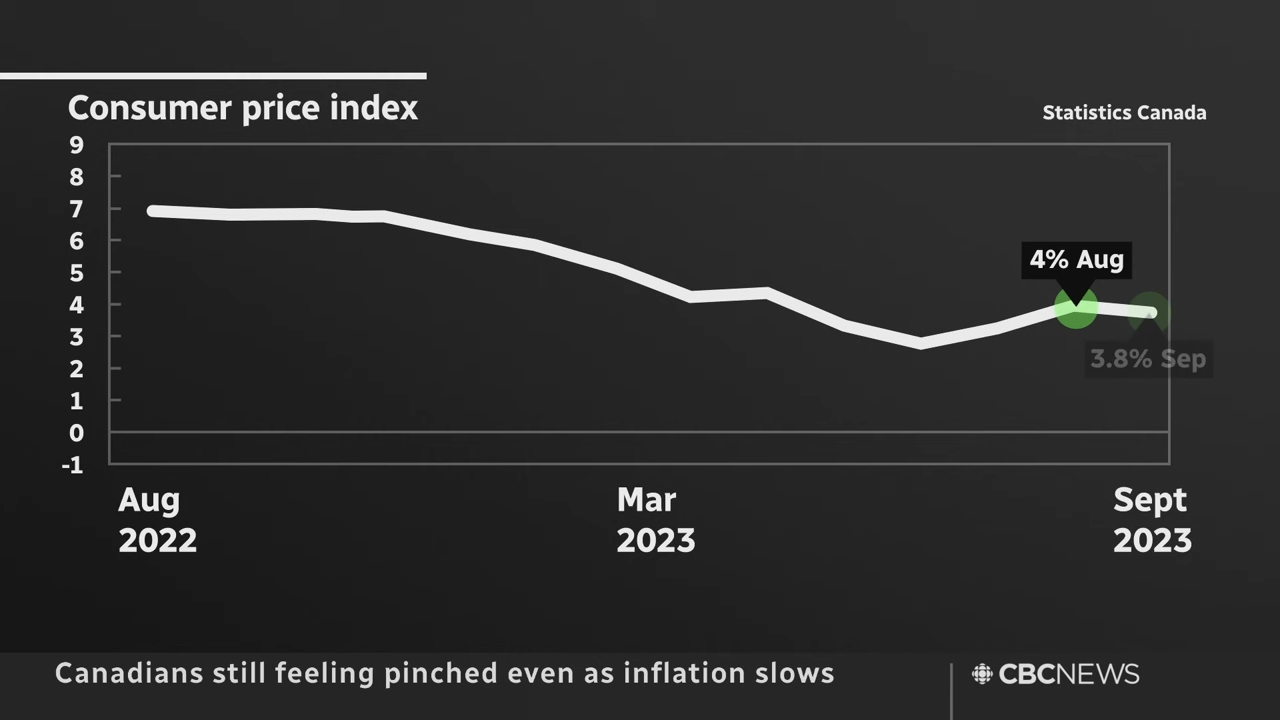 Consumer price index
Statistics Canada
9
8
7
6
5
4
3
2
1
0
-1
4% Aug
3.8% Sep
Aug
2022
Mar
2023
Sept
2023
Canadians still feeling pinched even as inflation slows
CBCNEWS